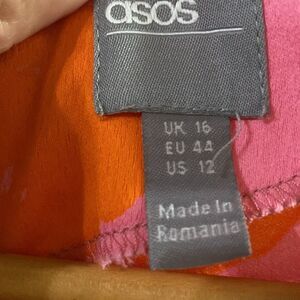 asos
UK 16
EU 44
US 12
Made In
Romania